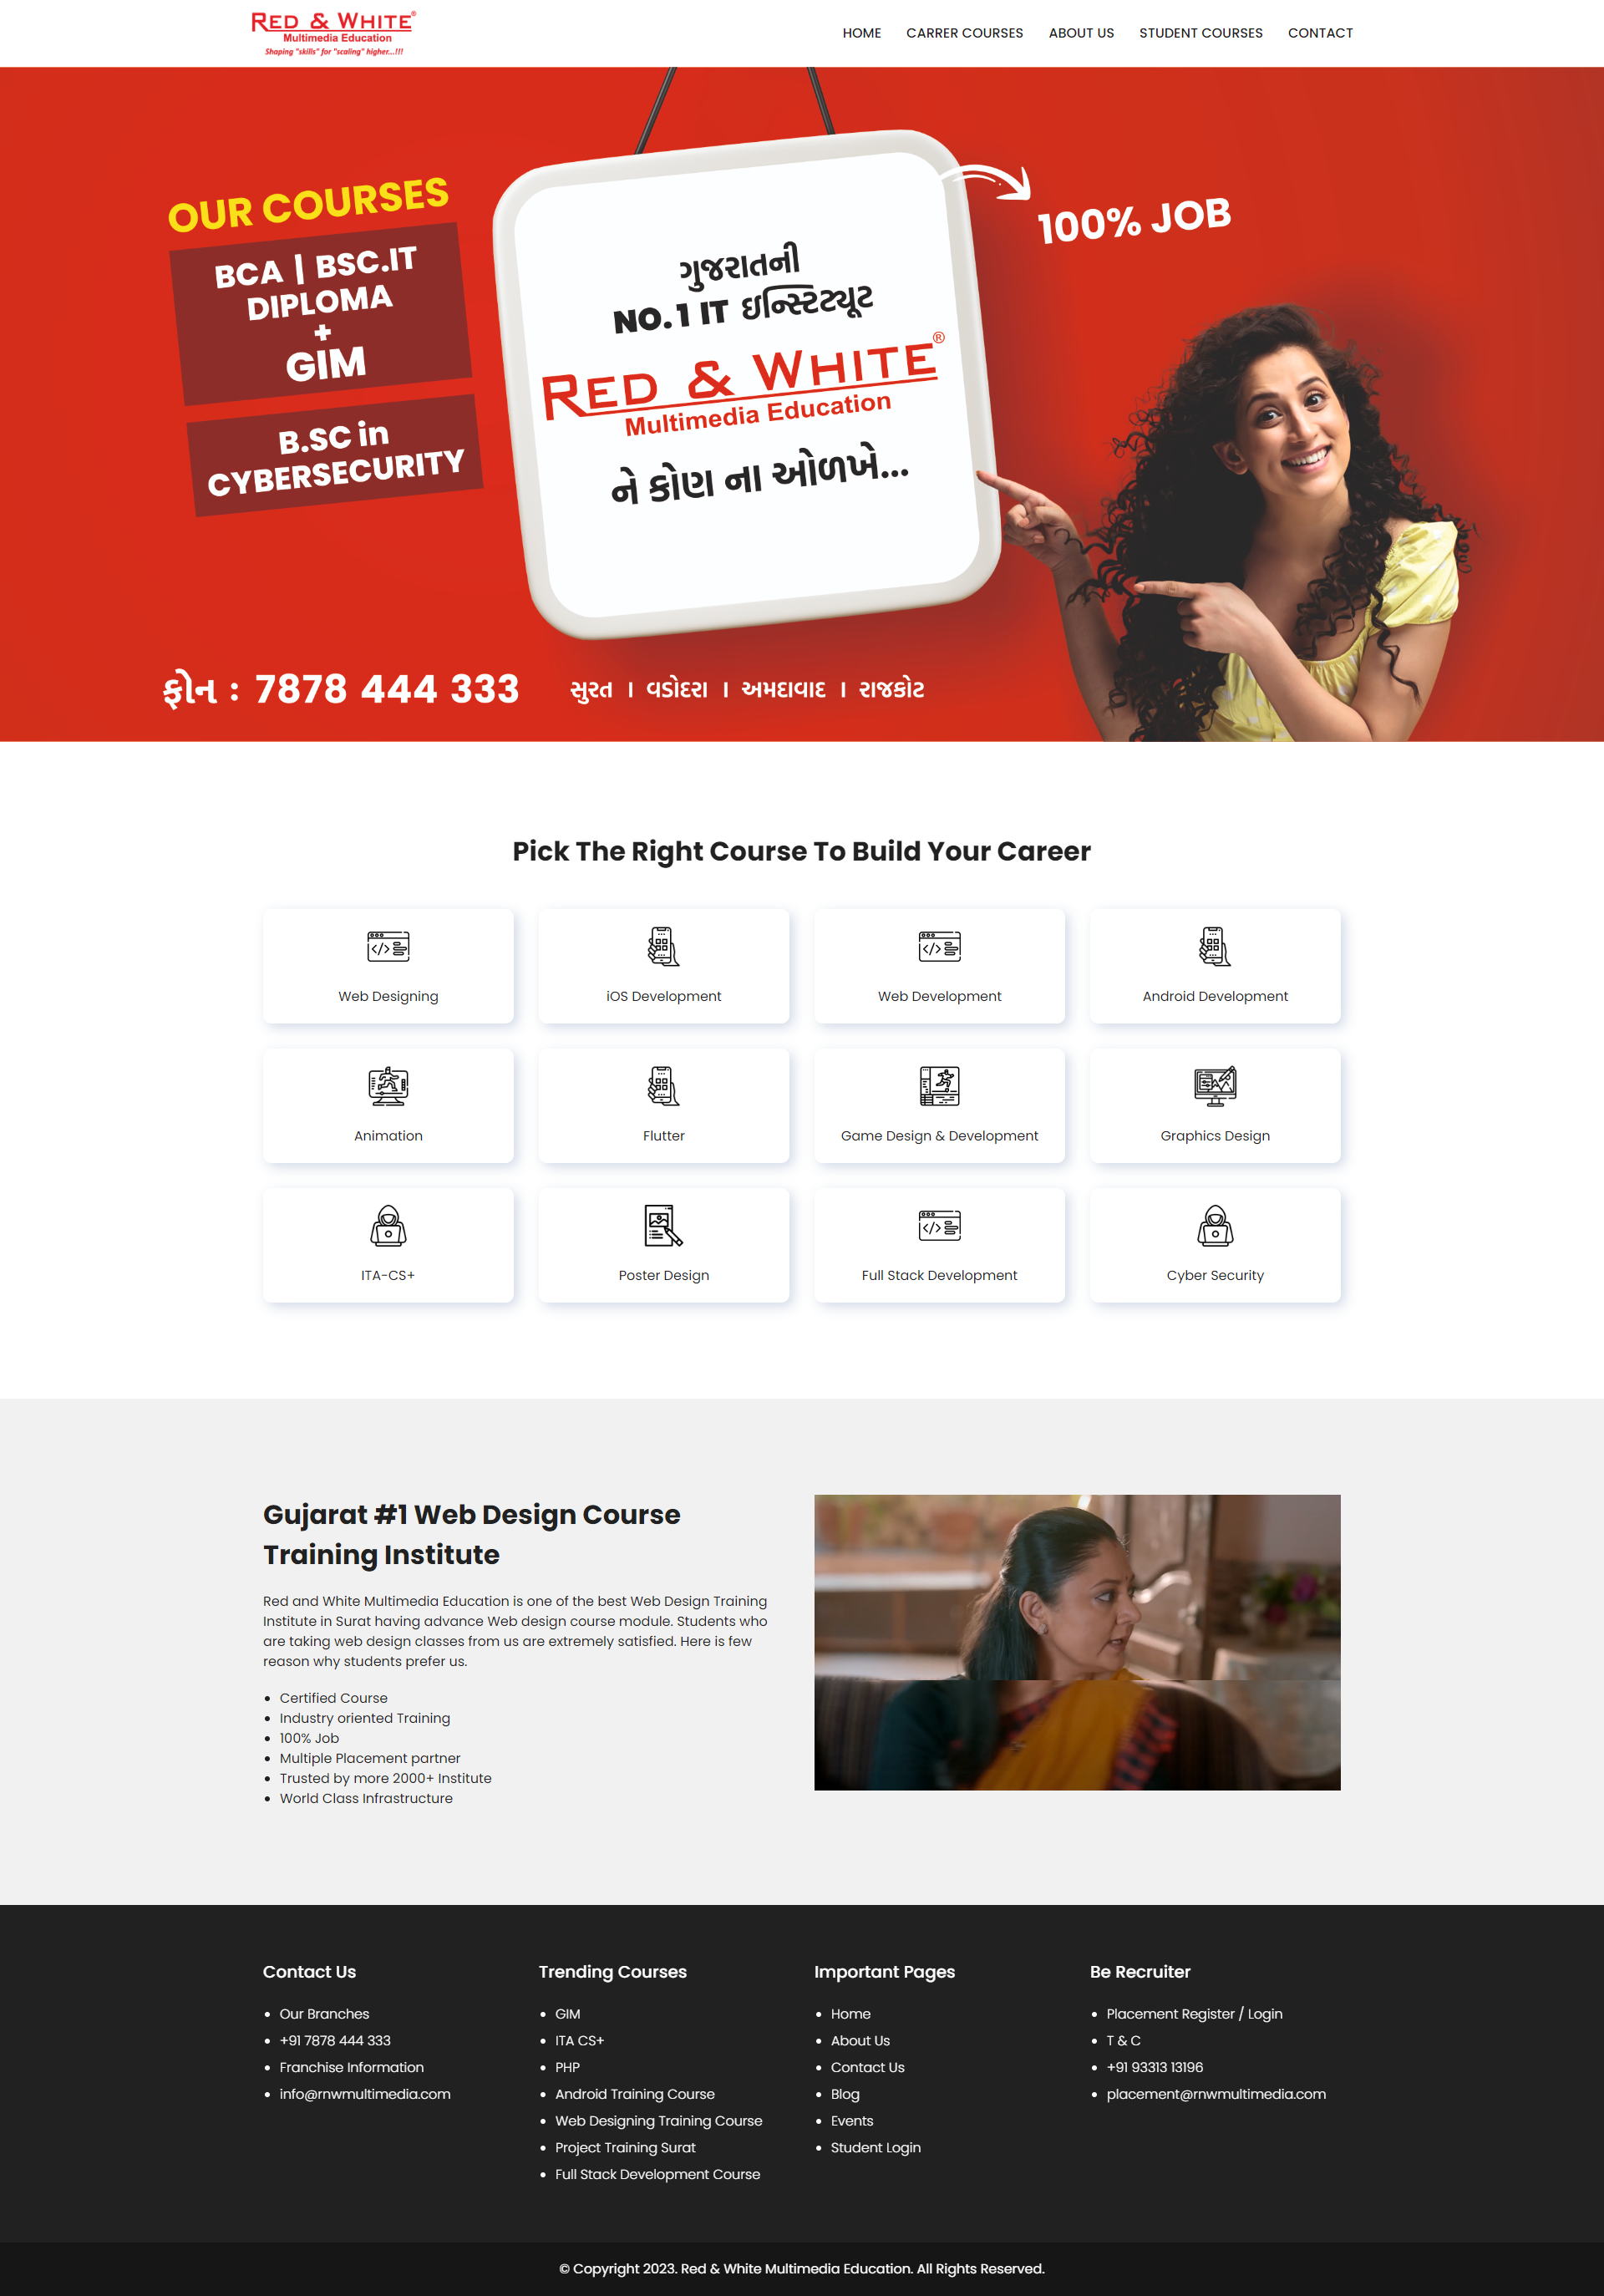 RED & WHITE®
Multimedia Education
Shaping "skills" for "scaling" higher...!!!
HOME CARRER COURSES ABOUT US STUDENT COURSES CONTACT
OUR COURSES
BCA | BSC.IT
DIPLOMA
+
GIM
B.SC in
CYBERSECURITY
ગુજરાતની
NO. 1 IT ઇન્સ્ટિટ્યૂટ
RED & WHITE®
Multimedia Education
ને કોણ ના ઓળખે...
100% JOB
ફોન : 7878 444 333
સુરત | વડોદરા | અમદાવાદ | રાજકોટ
Pick The Right Course To Build Your Career
Web Designing
iOS Development
Web Development
Android Development
Animation
Flutter
Game Design & Development
Graphics Design
ITA-CS+
Poster Design
Full Stack Development
Cyber Security
Gujarat #1 Web Design Course
Training Institute
Red and White Multimedia Education is one of the best Web Design Training
Institute in Surat having advance Web design course module. Students who
are taking web design classes from us are extremely satisfied. Here is few
reason why students prefer us.
• Certified Course
• Industry oriented Training
• 100% Job
• Multiple Placement partner
• Trusted by more 2000+ Institute
• World Class Infrastructure
Contact Us
• Our Branches
• +91 7878 444 333
• Franchise Information
• info@rnwmultimedia.com
Trending Courses
• GIM
• ITA CS+
• PHP
• Android Training Course
• Web Designing Training Course
• Project Training Surat
• Full Stack Development Course
Important Pages
• Home
• About Us
• Contact Us
• Blog
• Events
• Student Login
Be Recruiter
• Placement Register / Login
• T & C
• +91 93313 13196
• placement@rnwmultimedia.com
© Copyright 2023. Red & White Multimedia Education. All Rights Reserved.